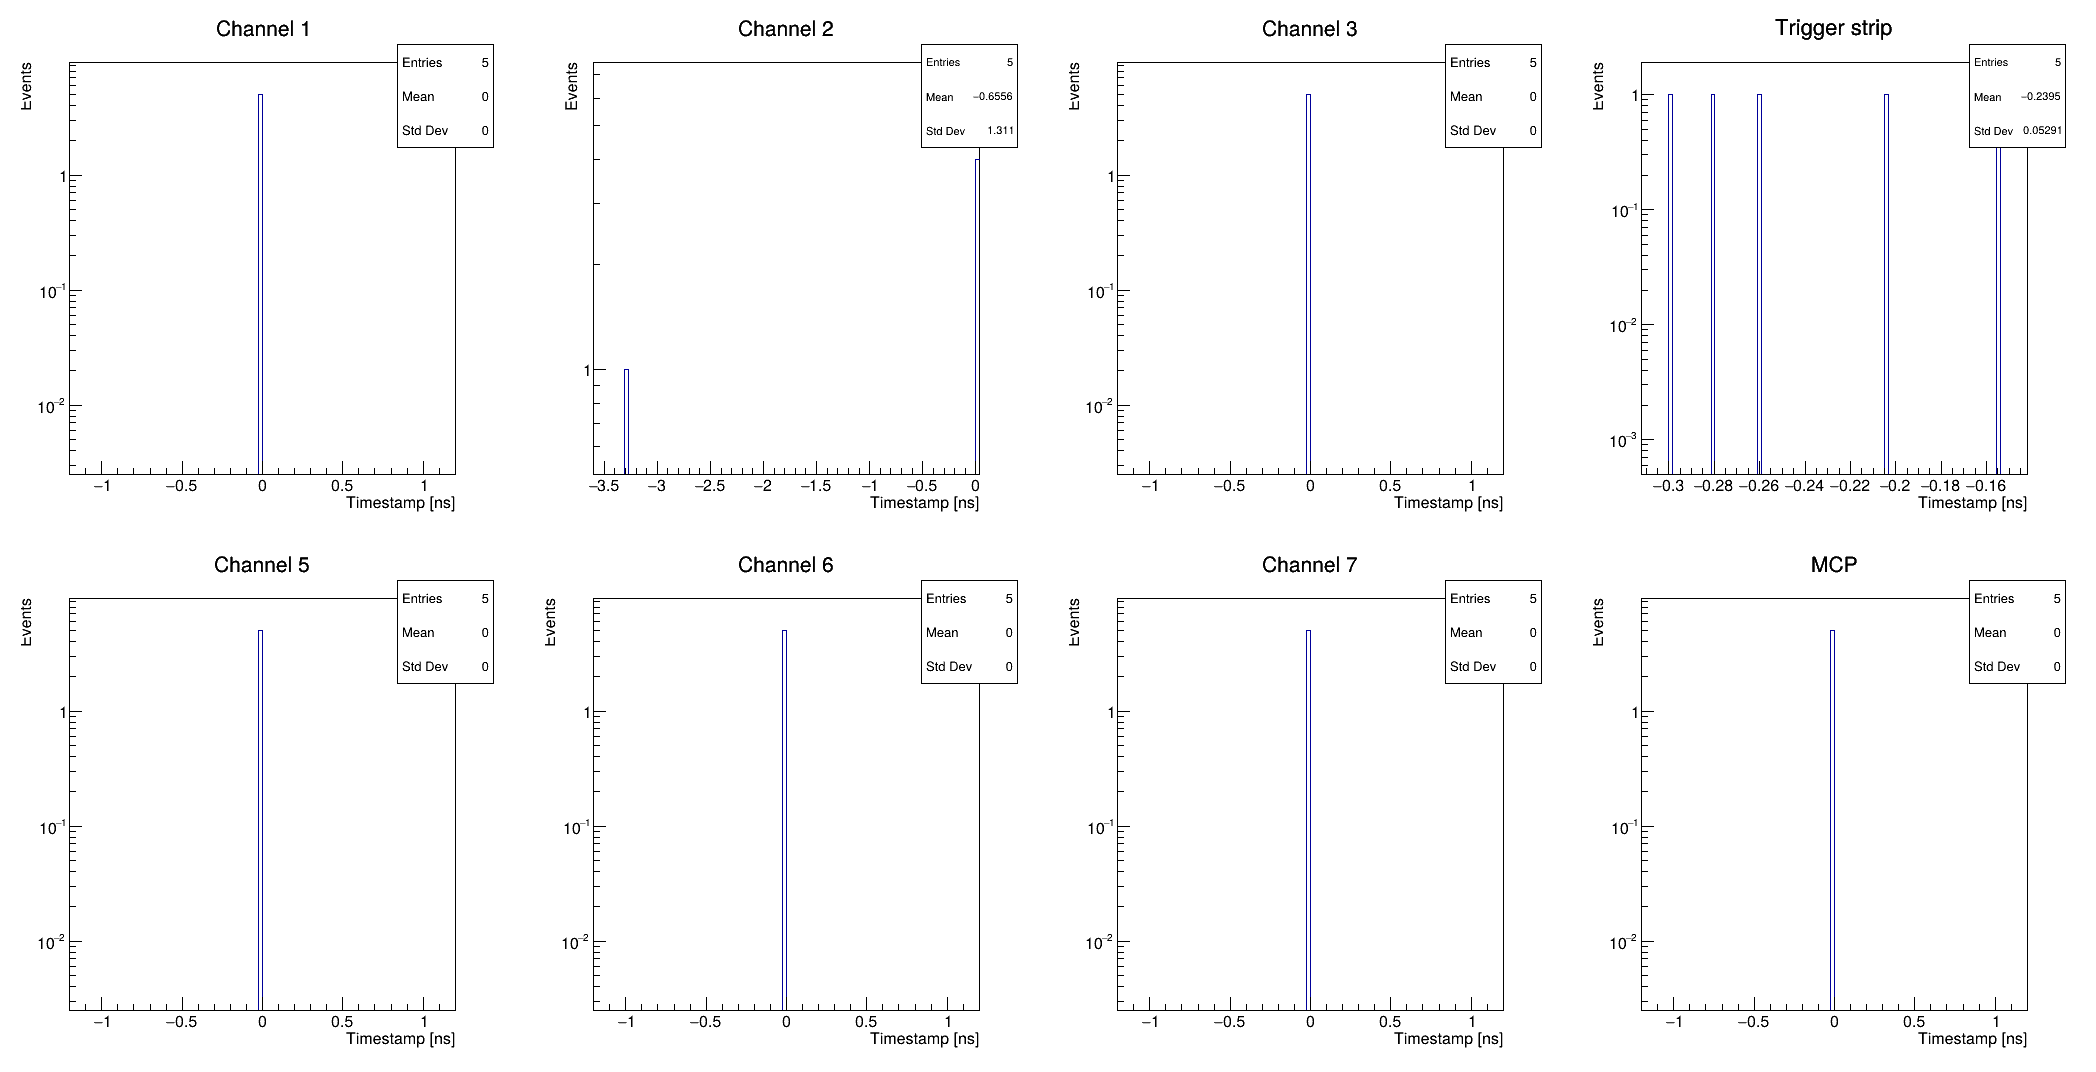 Channel 1
Events
Entries 5
Mean 0
Std Dev 0
1
10⁻¹
10⁻²
−1 −0.5 0 0.5 1
Timestamp [ns]
Channel 2
Events
Entries 5
Mean −0.6556
Std Dev 1.311
1
−3.5 −3 −2.5 −2 −1.5 −1 −0.5 0
Timestamp [ns]
Channel 3
Events
Entries 5
Mean 0
Std Dev 0
1
10⁻¹
10⁻²
−1 −0.5 0 0.5 1
Timestamp [ns]
Trigger strip
Events
Entries 5
Mean −0.2395
Std Dev 0.05291
1
10⁻¹
10⁻²
10⁻³
−0.3 −0.28 −0.26 −0.24 −0.22 −0.2 −0.18 −0.16
Timestamp [ns]
Channel 5
Events
Entries 5
Mean 0
Std Dev 0
1
10⁻¹
10⁻²
−1 −0.5 0 0.5 1
Timestamp [ns]
Channel 6
Events
Entries 5
Mean 0
Std Dev 0
1
10⁻¹
10⁻²
−1 −0.5 0 0.5 1
Timestamp [ns]
Channel 7
Events
Entries 5
Mean 0
Std Dev 0
1
10⁻¹
10⁻²
−1 −0.5 0 0.5 1
Timestamp [ns]
MCP
Events
Entries 5
Mean 0
Std Dev 0
1
10⁻¹
10⁻²
−1 −0.5 0 0.5 1
Timestamp [ns]